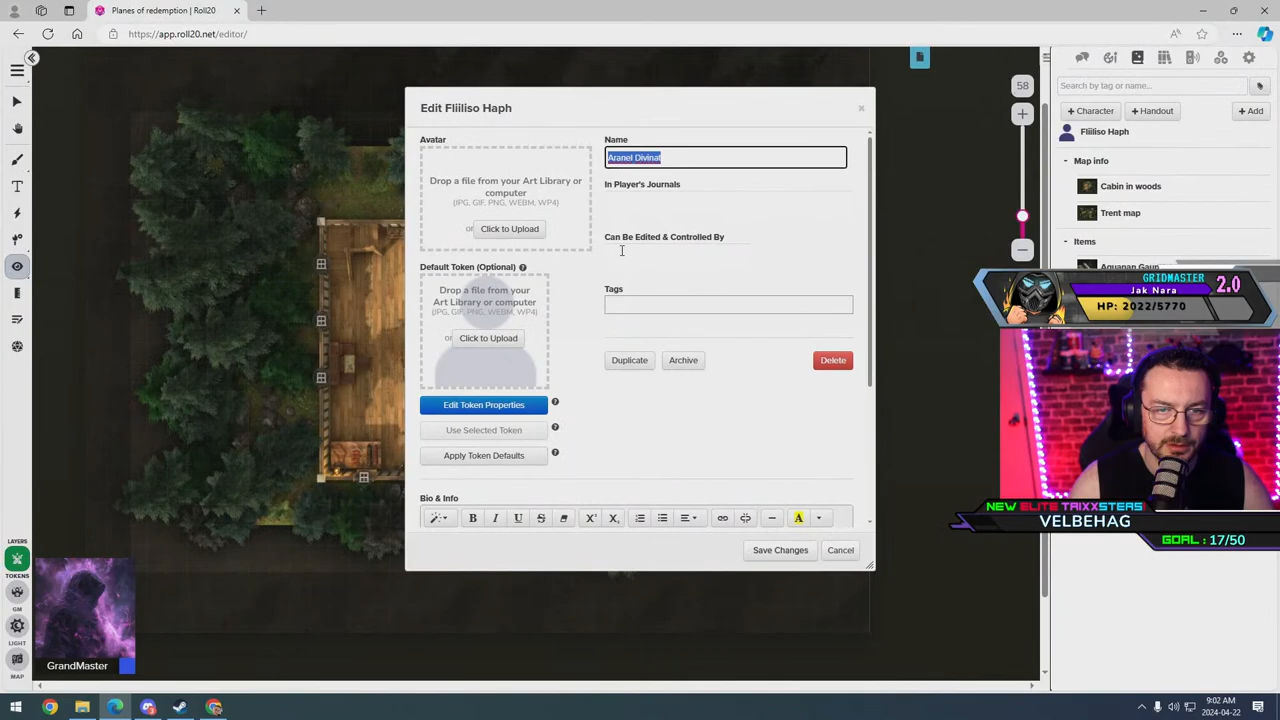 Planes of redemption | Roll20
https://app.roll20.net/editor/
58
Search by tag or name...
+ Character
+ Handout
+ Add
Fliiliso Haph
Map info
Cabin in woods
Trent map
Items
Aquanan Gaun
Edit Fliiliso Haph
Avatar
Drop a file from your Art Library or
computer
(JPG, GIF, PNG, WEBM, WP4)
or Click to Upload
Default Token (Optional)
Drop a file from your
Art Library or computer
(JPG, GIF, PNG, WEBM, WP4)
or Click to Upload
Edit Token Properties
Use Selected Token
Apply Token Defaults
Name
Aranel Divinat
In Player's Journals
Can Be Edited & Controlled By
Tags
Duplicate
Archive
Delete
Bio & Info
Save Changes
Cancel
GRIDMASTER
Jak Nara
2.0
HP: 2022/5770
NEW ELITE TRIXXSTERS!
VELBEHAG
GOAL : 17/50
LAYERS
TOKENS
GM
LIGHT
MAP
GrandMaster
9:02 AM
2024-04-22